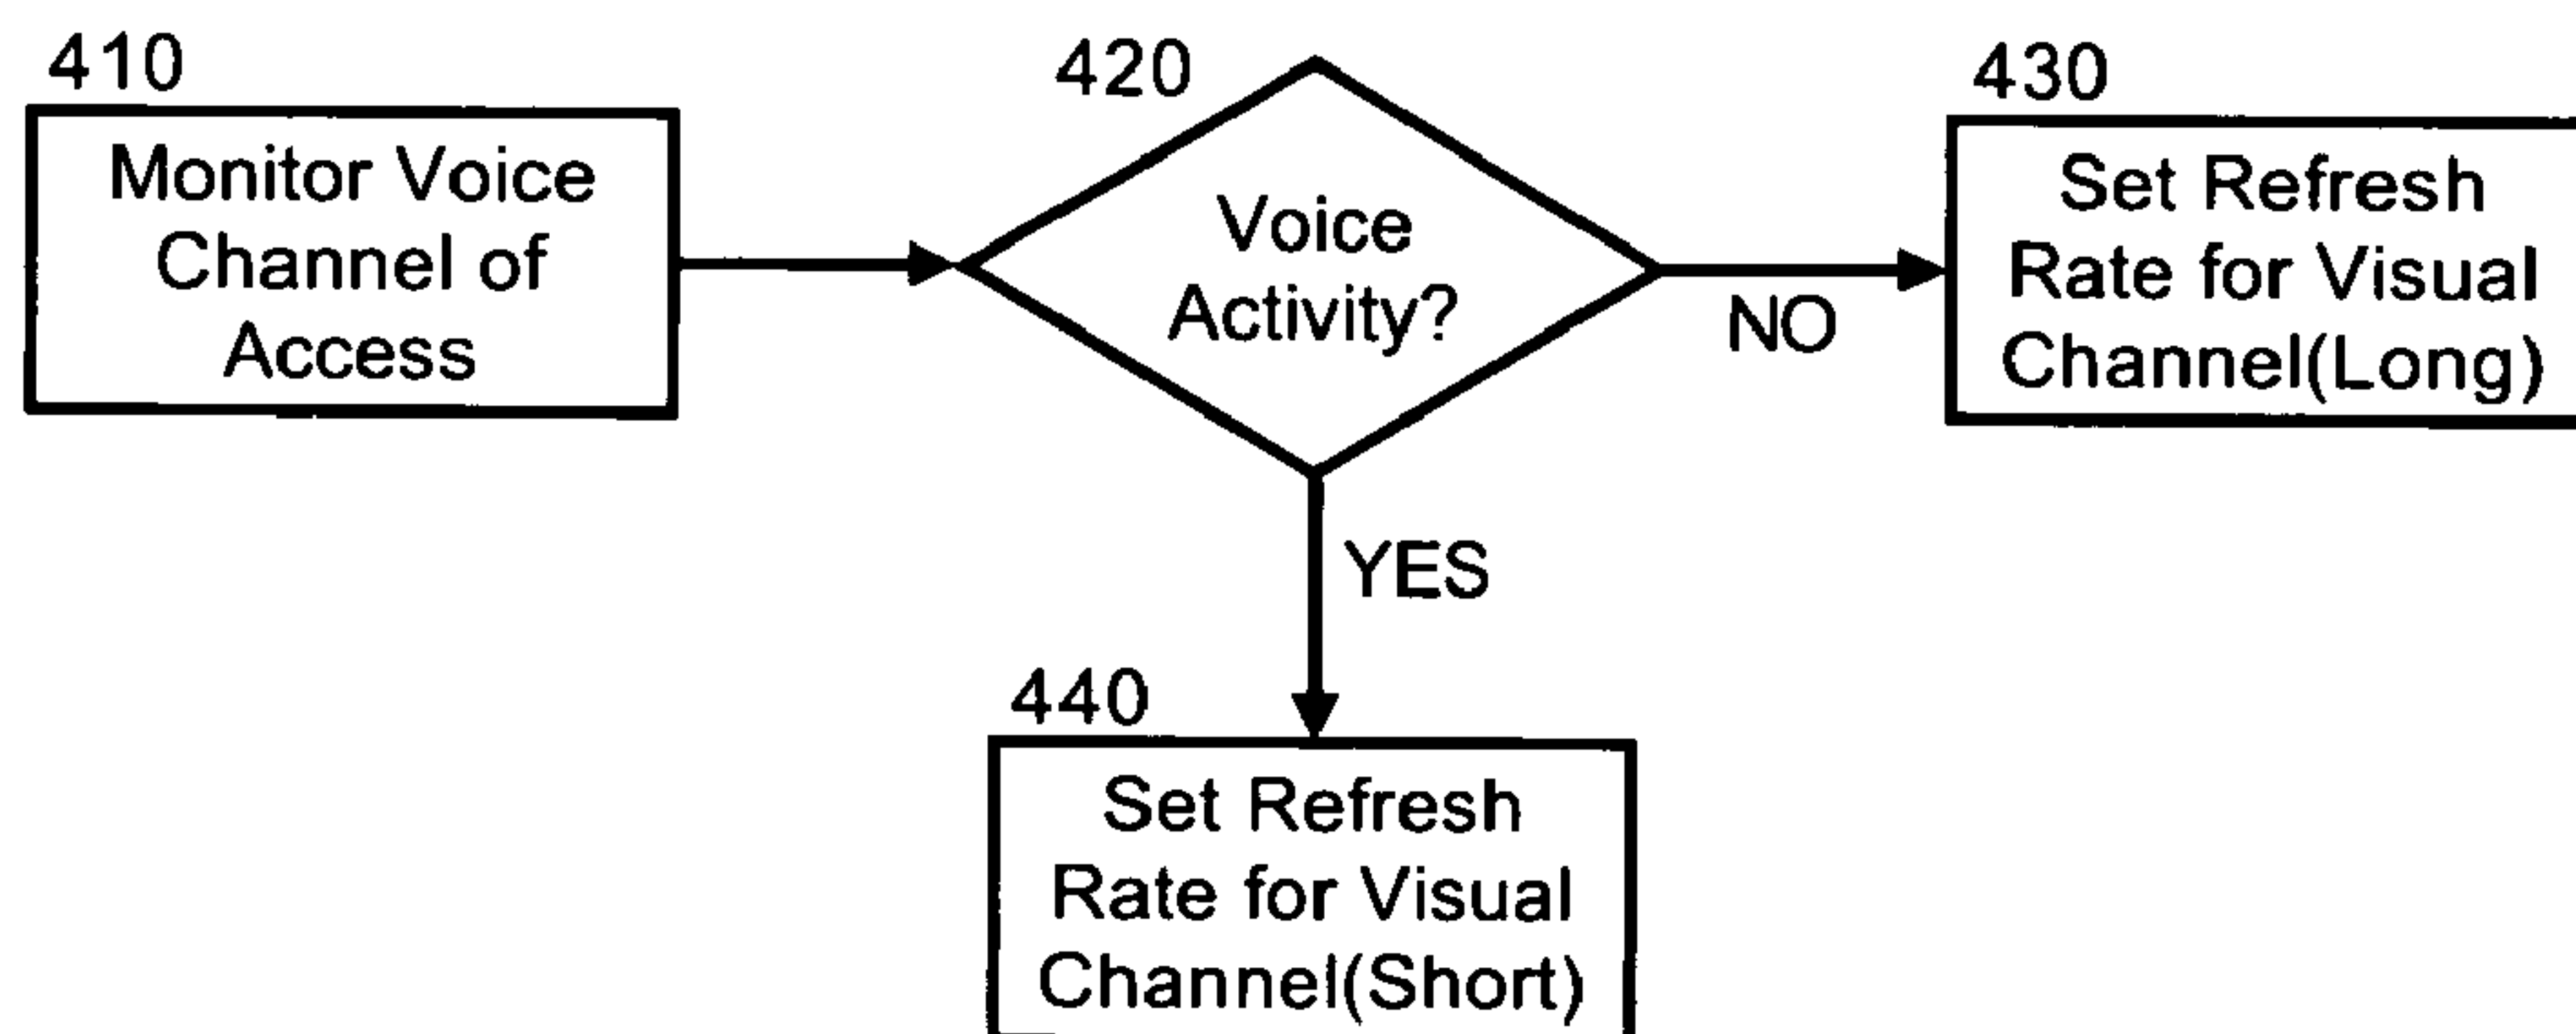 410
Monitor Voice
Channel of
Access
420
Voice
Activity?
NO
430
Set Refresh
Rate for Visual
Channel(Long)
YES
440
Set Refresh
Rate for Visual
Channel(Short)